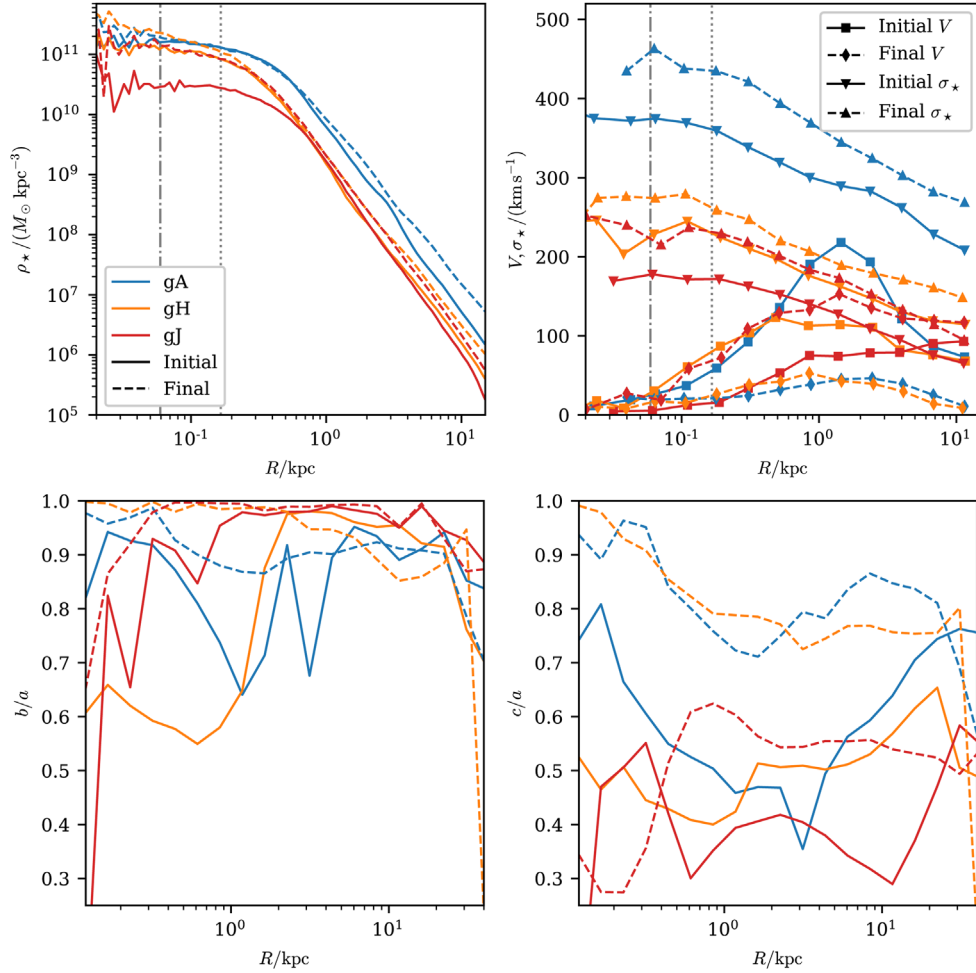 10^11
10^10
10^9
10^8
10^7
10^6
10^5
ρ⋆/(M⊙ kpc⁻³)
gA
gH
gJ
Initial
Final
10^-1
10^0
10^1
R/kpc
500
400
300
200
100
0
V, σ⋆/(km s⁻¹)
Initial V
Final V
Initial σ⋆
Final σ⋆
10^-1
10^0
10^1
R/kpc
1.0
0.9
0.8
0.7
0.6
0.5
0.4
0.3
b/a
10^0
10^1
R/kpc
1.0
0.9
0.8
0.7
0.6
0.5
0.4
0.3
c/a
10^0
10^1
R/kpc